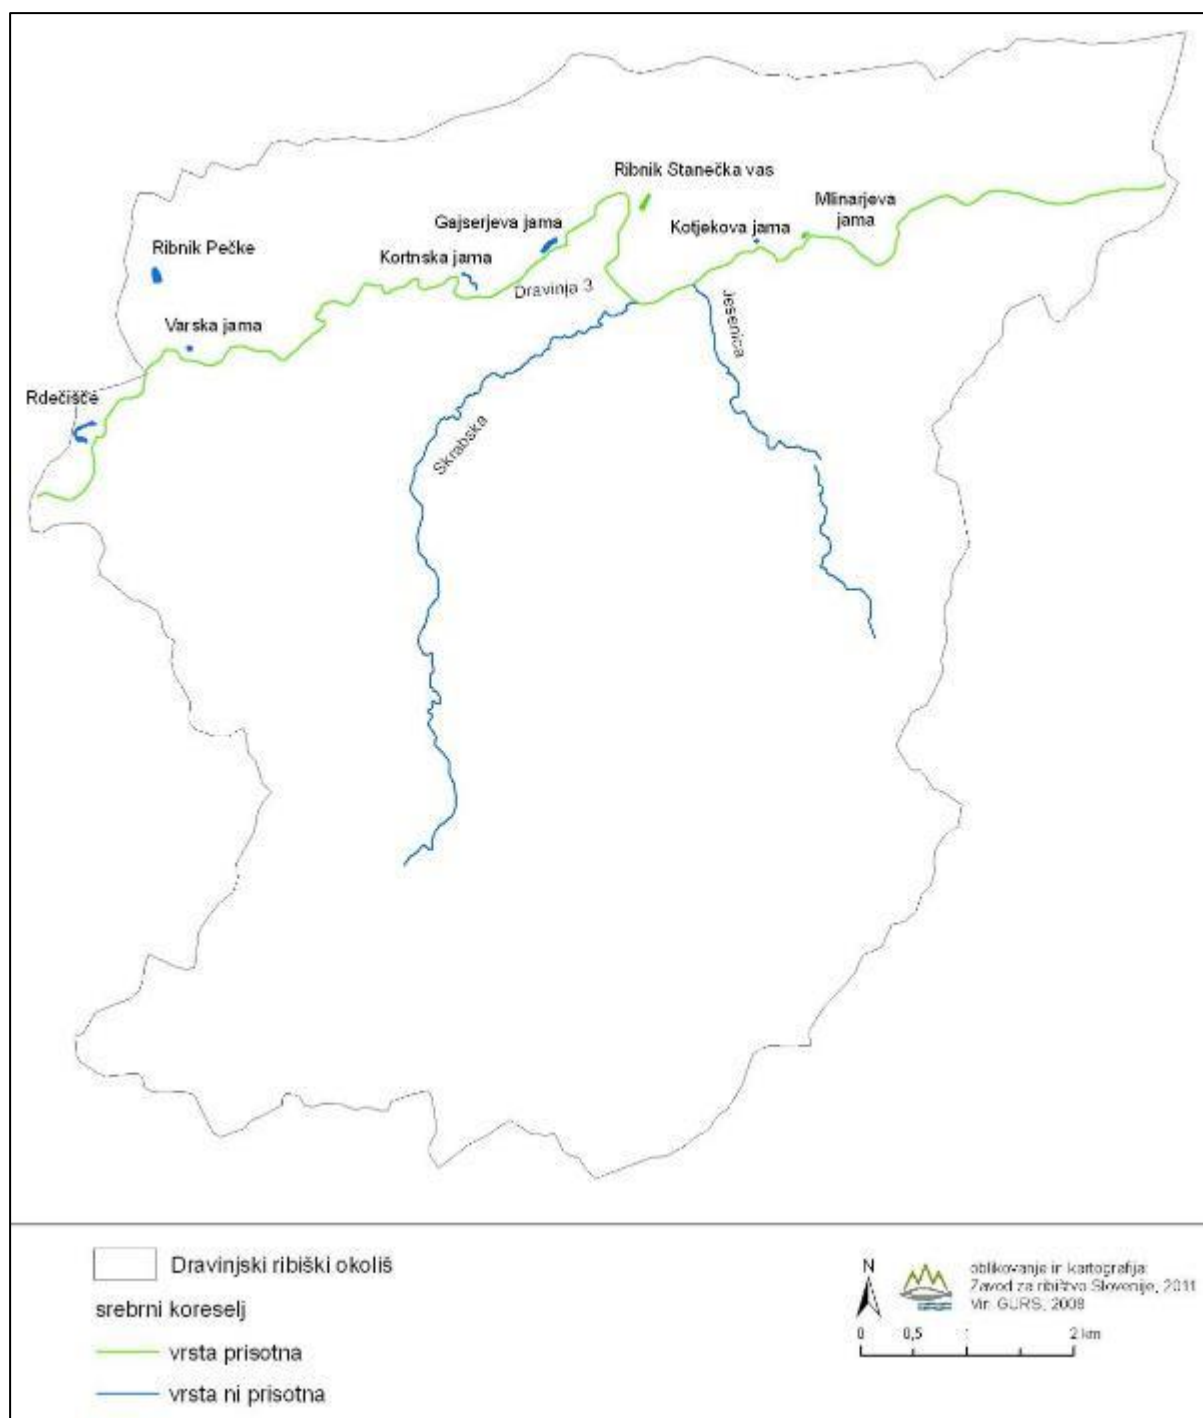 Ribnik Stanečka vas
Mlinarjeva
jama
Gajserjeva jama
Kotjekova jama
Ribnik Pečke
Kortnska jama
Dravinja 3
Jesenica
Varska jama
Rdečišče
Skrabska
Dravinjski ribiški okoliš
srebrni koreselj
vrsta prisotna
vrsta ni prisotna
N
oblikovanje in kartografija:
Zavod za ribištvo Slovenije, 2011
Vir: GURS, 2008
0 0,5 1 2 km